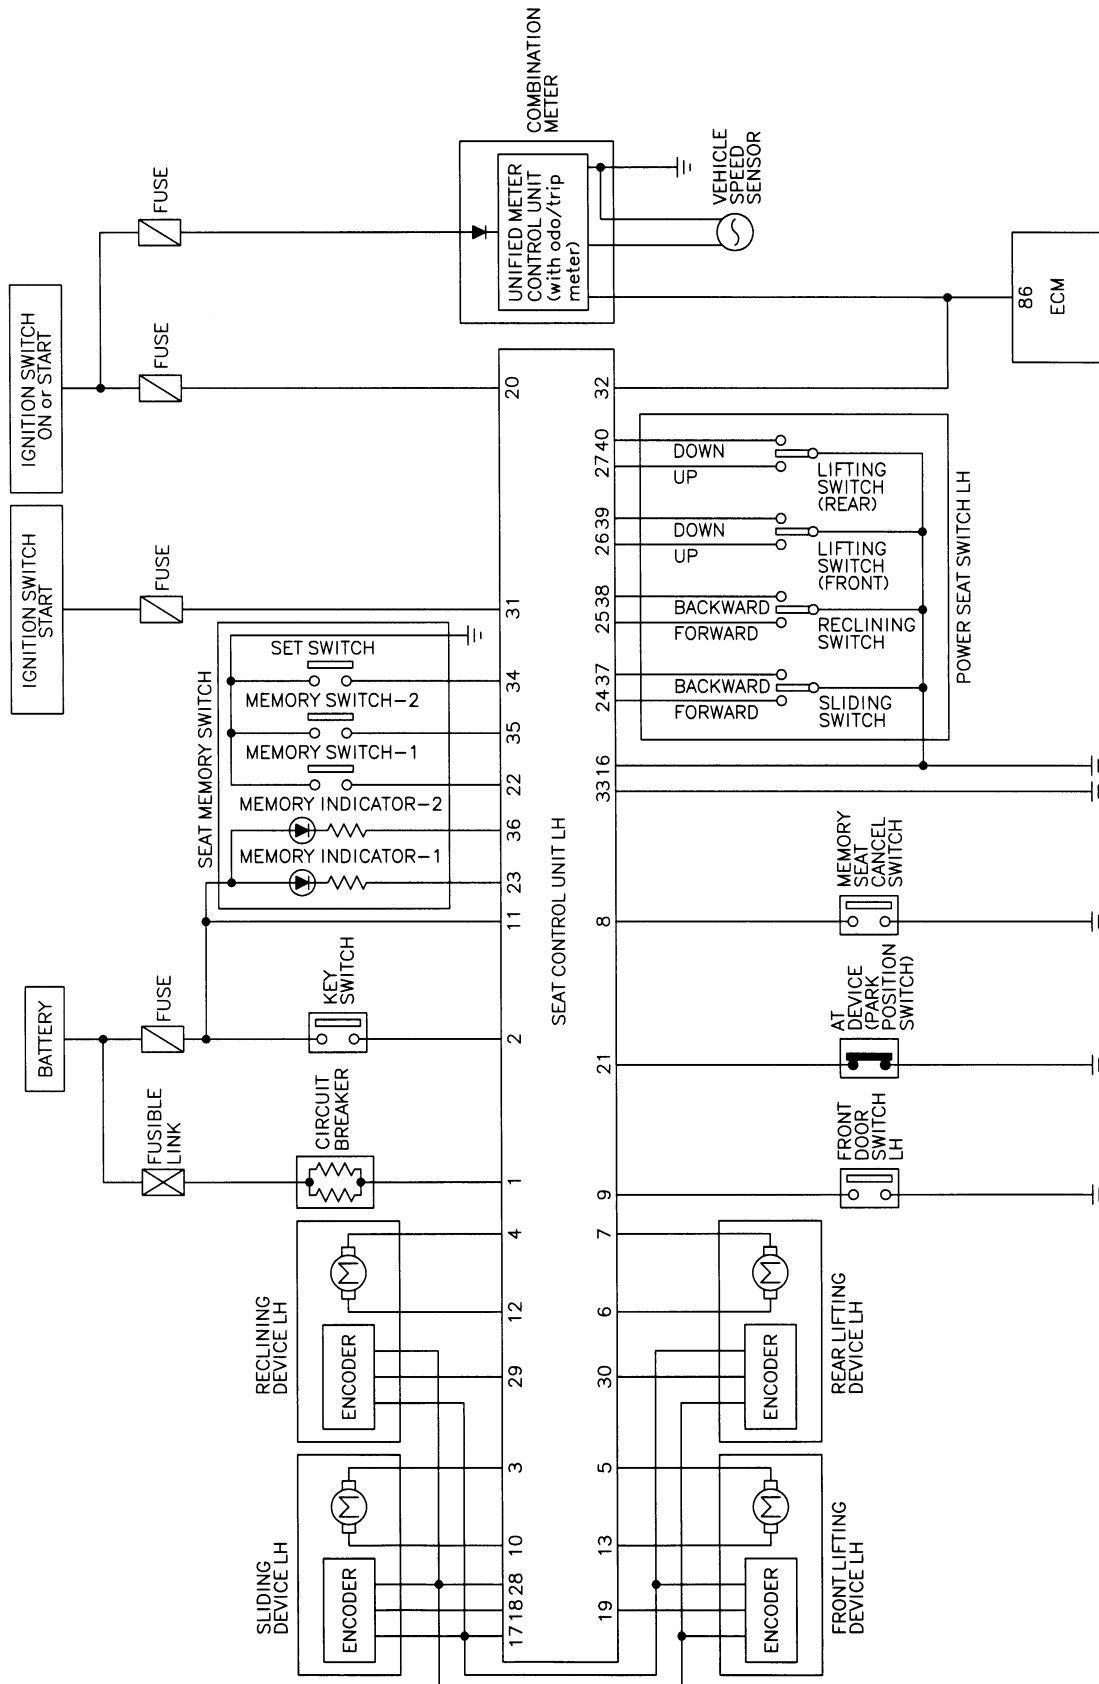 BATTERY
IGNITION SWITCH
START
IGNITION SWITCH
ON or START
FUSIBLE
LINK
FUSE
FUSE
FUSE
FUSE
CIRCUIT
BREAKER
KEY
SWITCH
SEAT MEMORY SWITCH
MEMORY INDICATOR-1
MEMORY INDICATOR-2
MEMORY SWITCH-1
MEMORY SWITCH-2
SET SWITCH
COMBINATION
METER
UNIFIED METER
CONTROL UNIT
(with odo/trip
meter)
VEHICLE
SPEED
SENSOR
SLIDING
DEVICE LH
ENCODER
M
RECLINING
DEVICE LH
ENCODER
M
17 18 28 10 3 29 12 4 1 2 11 23 36 22 35 34 31 20
SEAT CONTROL UNIT LH
19 13 5 30 6 7 9 21 8 33 16 24 37 25 38 26 39 27 40 32
FORWARD
BACKWARD
FORWARD
BACKWARD
UP
DOWN
UP
DOWN
SLIDING
SWITCH
RECLINING
SWITCH
LIFTING
SWITCH
(FRONT)
LIFTING
SWITCH
(REAR)
POWER SEAT SWITCH LH
86
ECM
ENCODER
M
FRONT LIFTING
DEVICE LH
ENCODER
M
REAR LIFTING
DEVICE LH
FRONT
DOOR
SWITCH
LH
AT
DEVICE
(PARK
POSITION
SWITCH)
MEMORY
SEAT
CANCEL
SWITCH